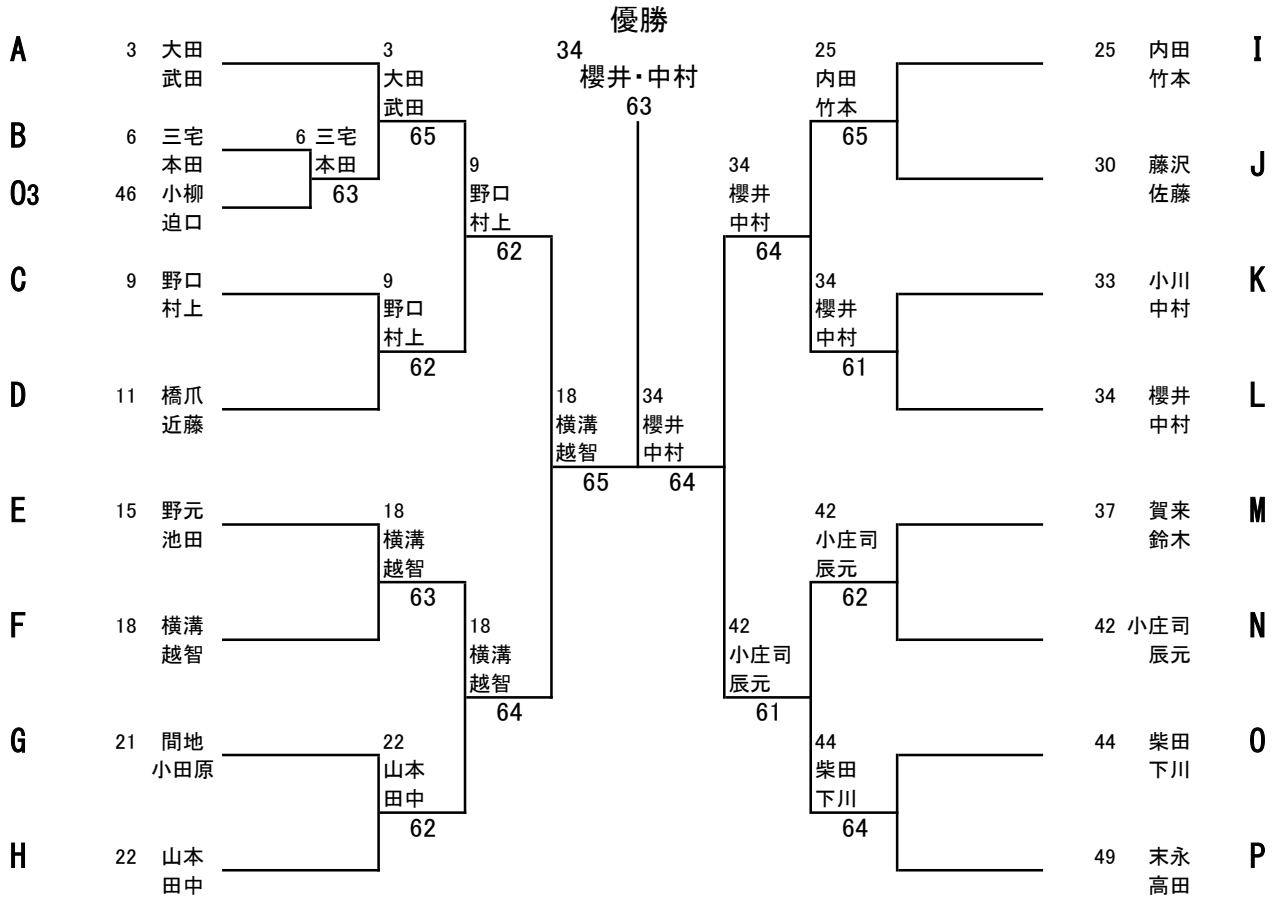 優勝
34
櫻井・中村
63
A 3 大田
武田
3
大田
武田
65
B 6 三宅
本田
6 三宅
本田
63
O3 46 小柳
迫口
9
野口
村上
62
C 9 野口
村上
9
野口
村上
62
D 11 橋爪
近藤
18
横溝
越智
65
E 15 野元
池田
18
横溝
越智
63
F 18 横溝
越智
18
横溝
越智
64
G 21 間地
小田原
22
山本
田中
62
H 22 山本
田中
25
内田
竹本
65
25 内田 I
竹本
34
櫻井
中村
64
30 藤沢 J
佐藤
34
櫻井
中村
61
33 小川 K
中村
34
櫻井
中村
64
34 櫻井 L
中村
42
小庄司
辰元
62
37 賀来 M
鈴木
42
小庄司
辰元
61
42 小庄司 N
辰元
44
柴田
下川
64
44 柴田 O
下川
49 末永 P
高田